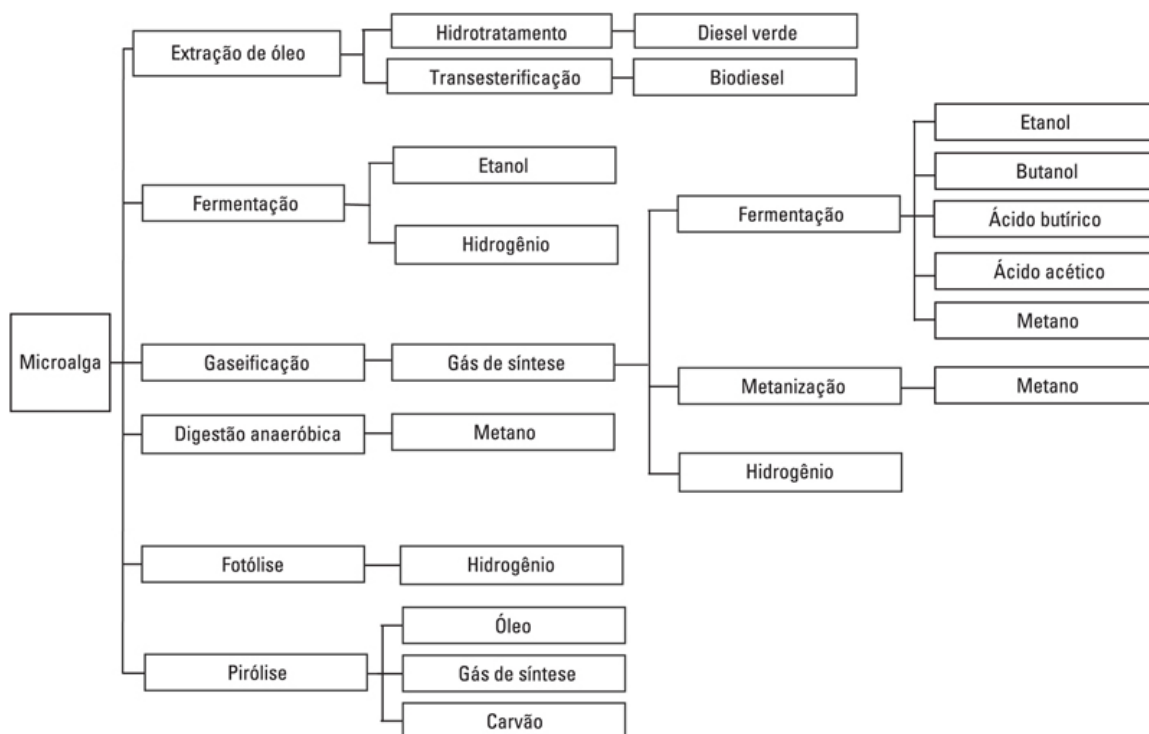 Microalga
Extração de óleo
Hidrotratamento
Diesel verde
Transesterificação
Biodiesel
Fermentação
Etanol
Hidrogênio
Gaseificação
Gás de síntese
Fermentação
Etanol
Butanol
Ácido butírico
Ácido acético
Metano
Metanização
Metano
Hidrogênio
Digestão anaeróbica
Metano
Fotólise
Hidrogênio
Pirólise
Óleo
Gás de síntese
Carvão